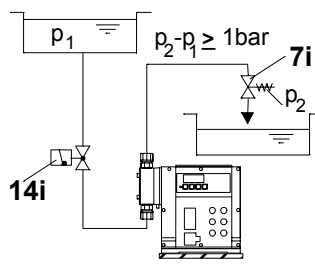 p₁
p₂-p₁ ≥ 1bar
7i
p₂
14i